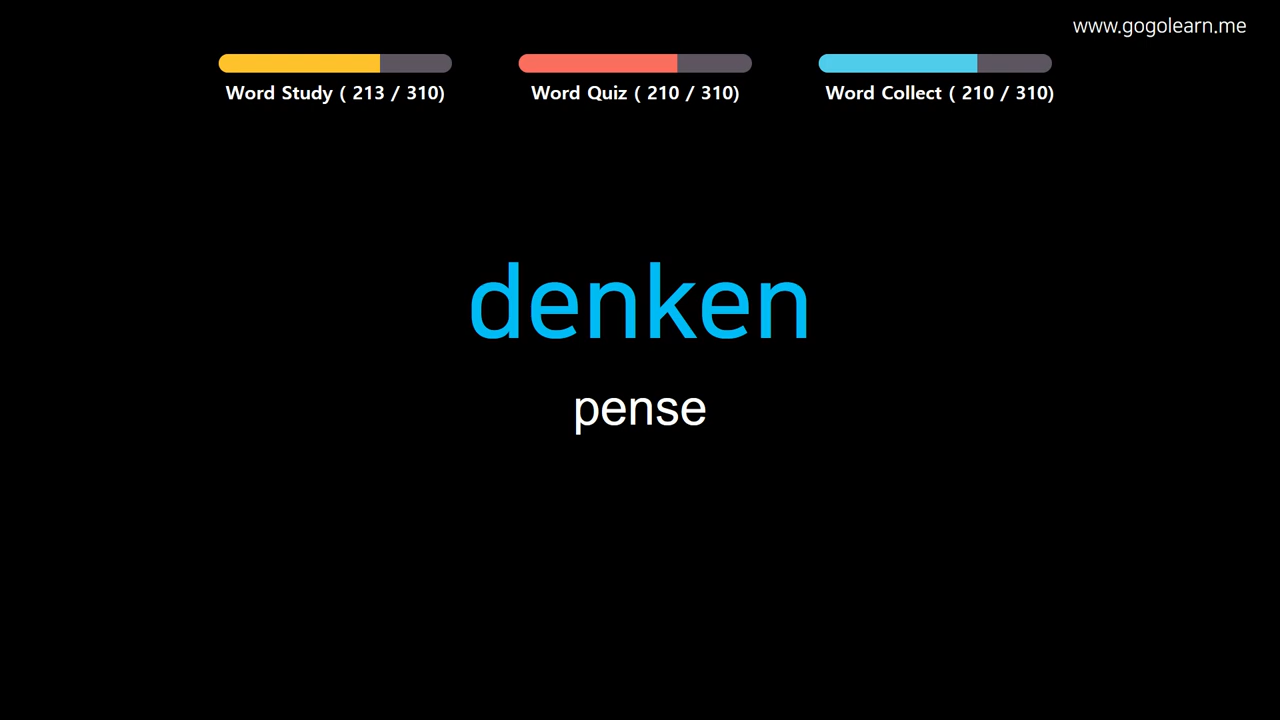 www.gogolearn.me
Word Study ( 213 / 310)
Word Quiz ( 210 / 310)
Word Collect ( 210 / 310)
denken
pense